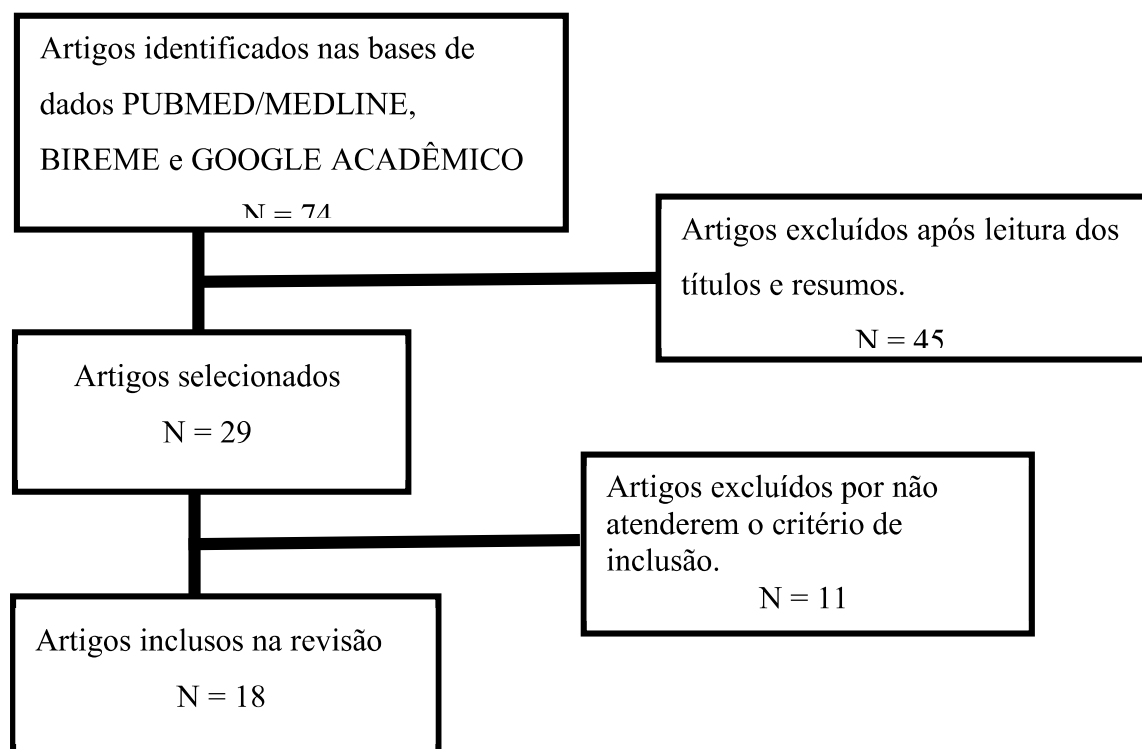 Artigos identificados nas bases de
dados PUBMED/MEDLINE,
BIREME e GOOGLE ACADÊMICO
N = 74
Artigos excluídos após leitura dos
títulos e resumos.
N = 45
Artigos selecionados
N = 29
Artigos excluídos por não
atenderem o critério de
inclusão.
N = 11
Artigos inclusos na revisão
N = 18